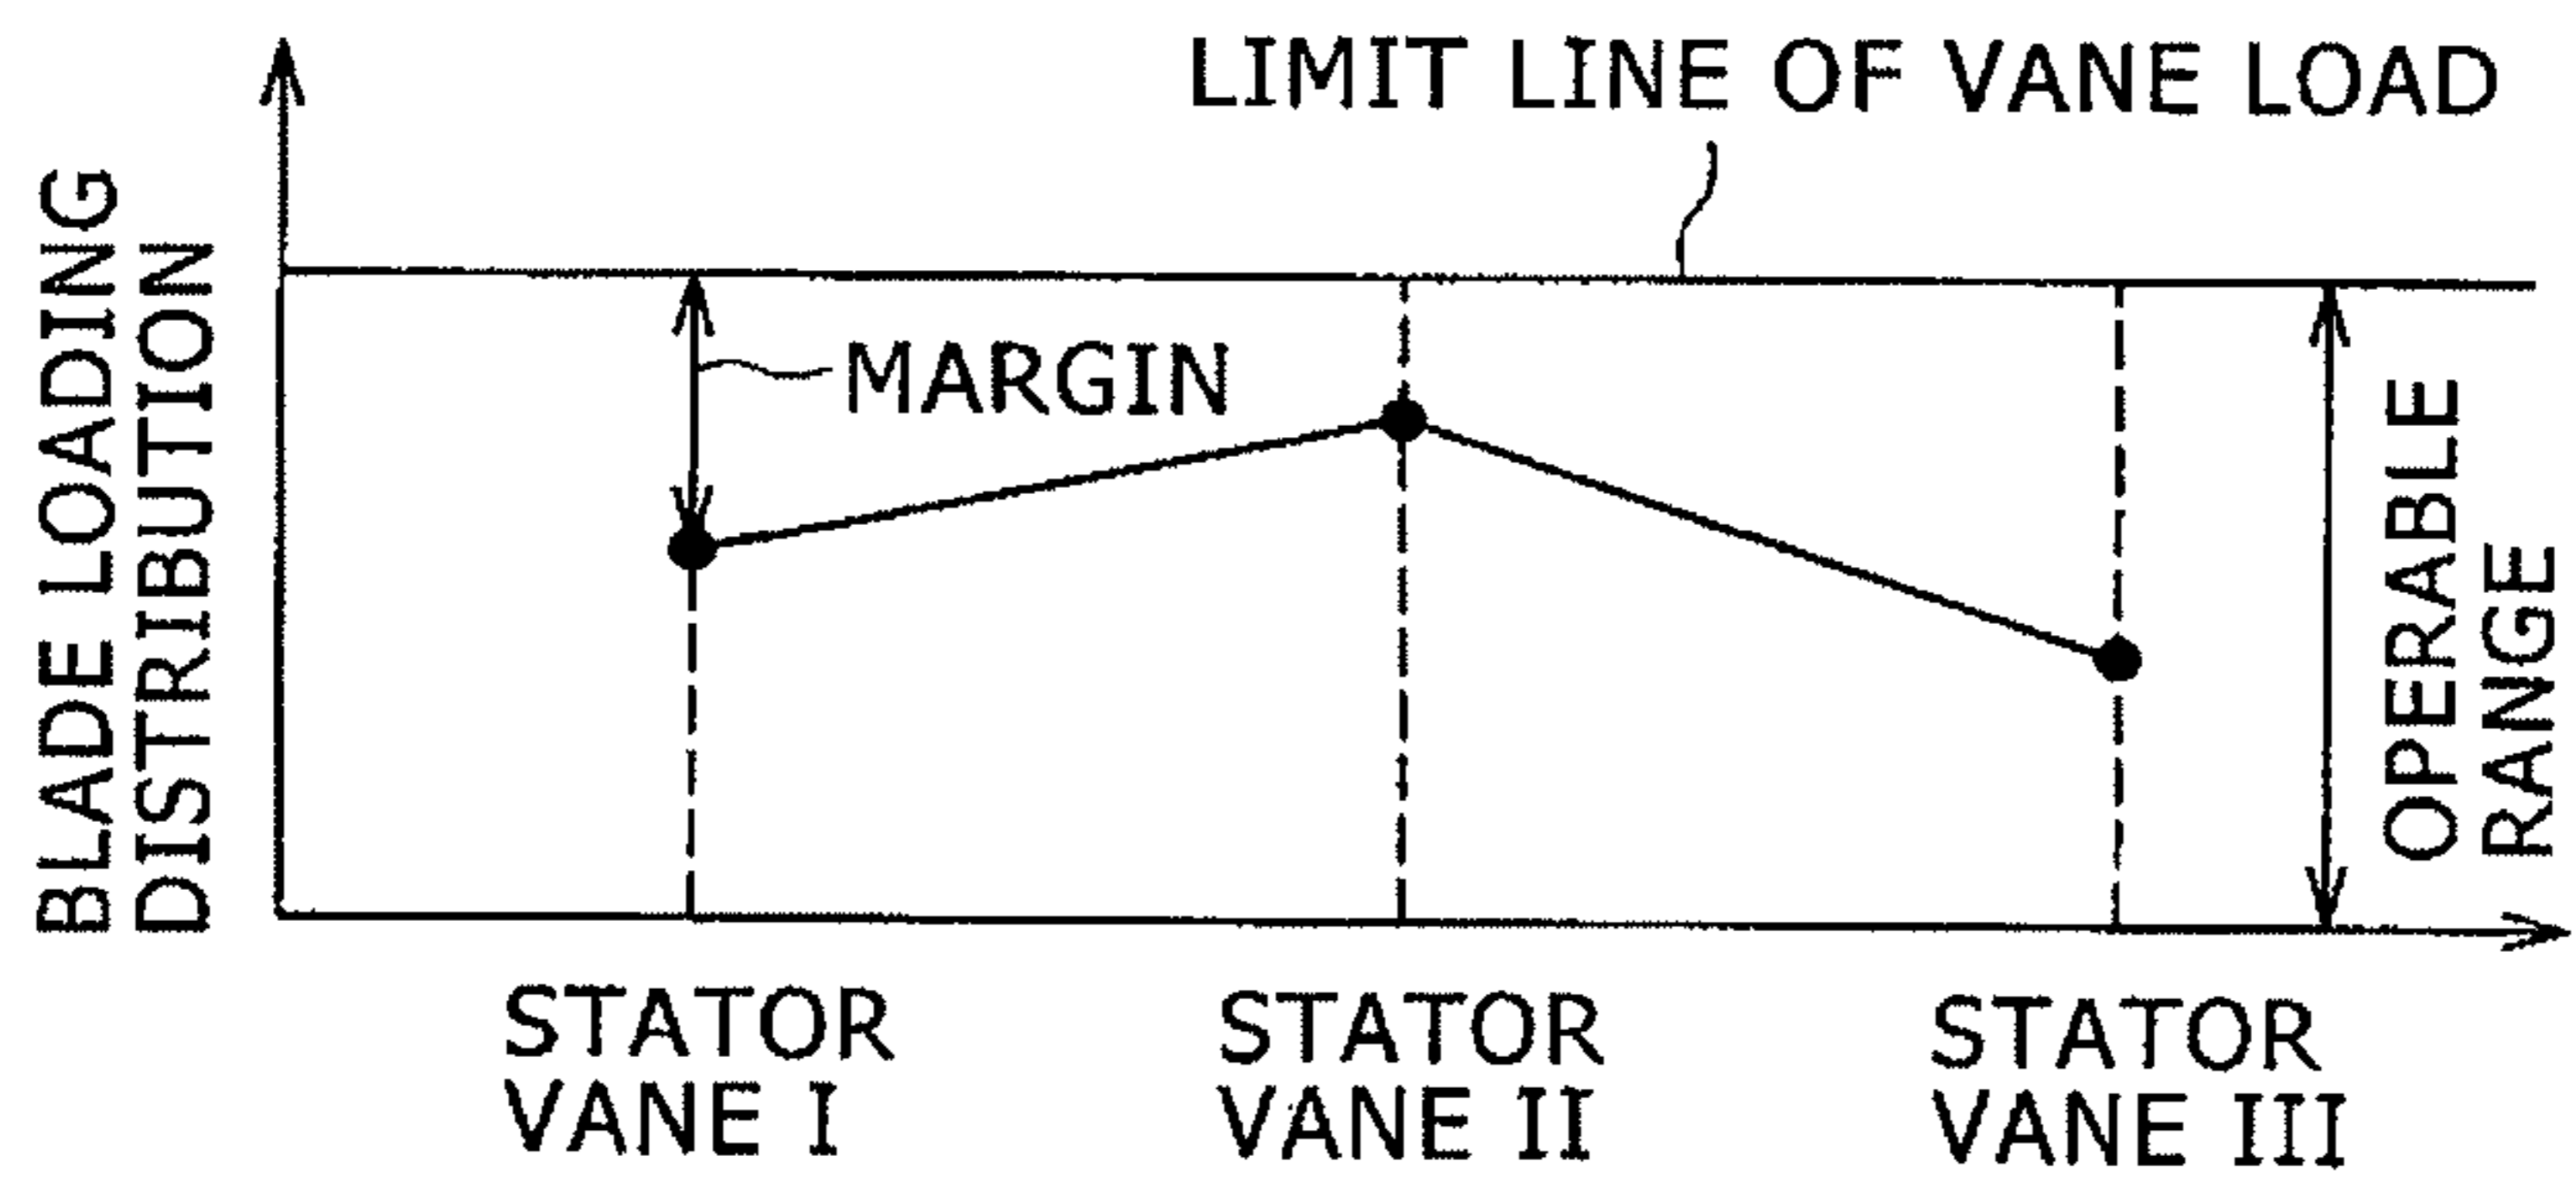 LIMIT LINE OF VANE LOAD
BLADE LOADING
DISTRIBUTION
MARGIN
OPERABLE
RANGE
STATOR
VANE I
STATOR
VANE II
STATOR
VANE III